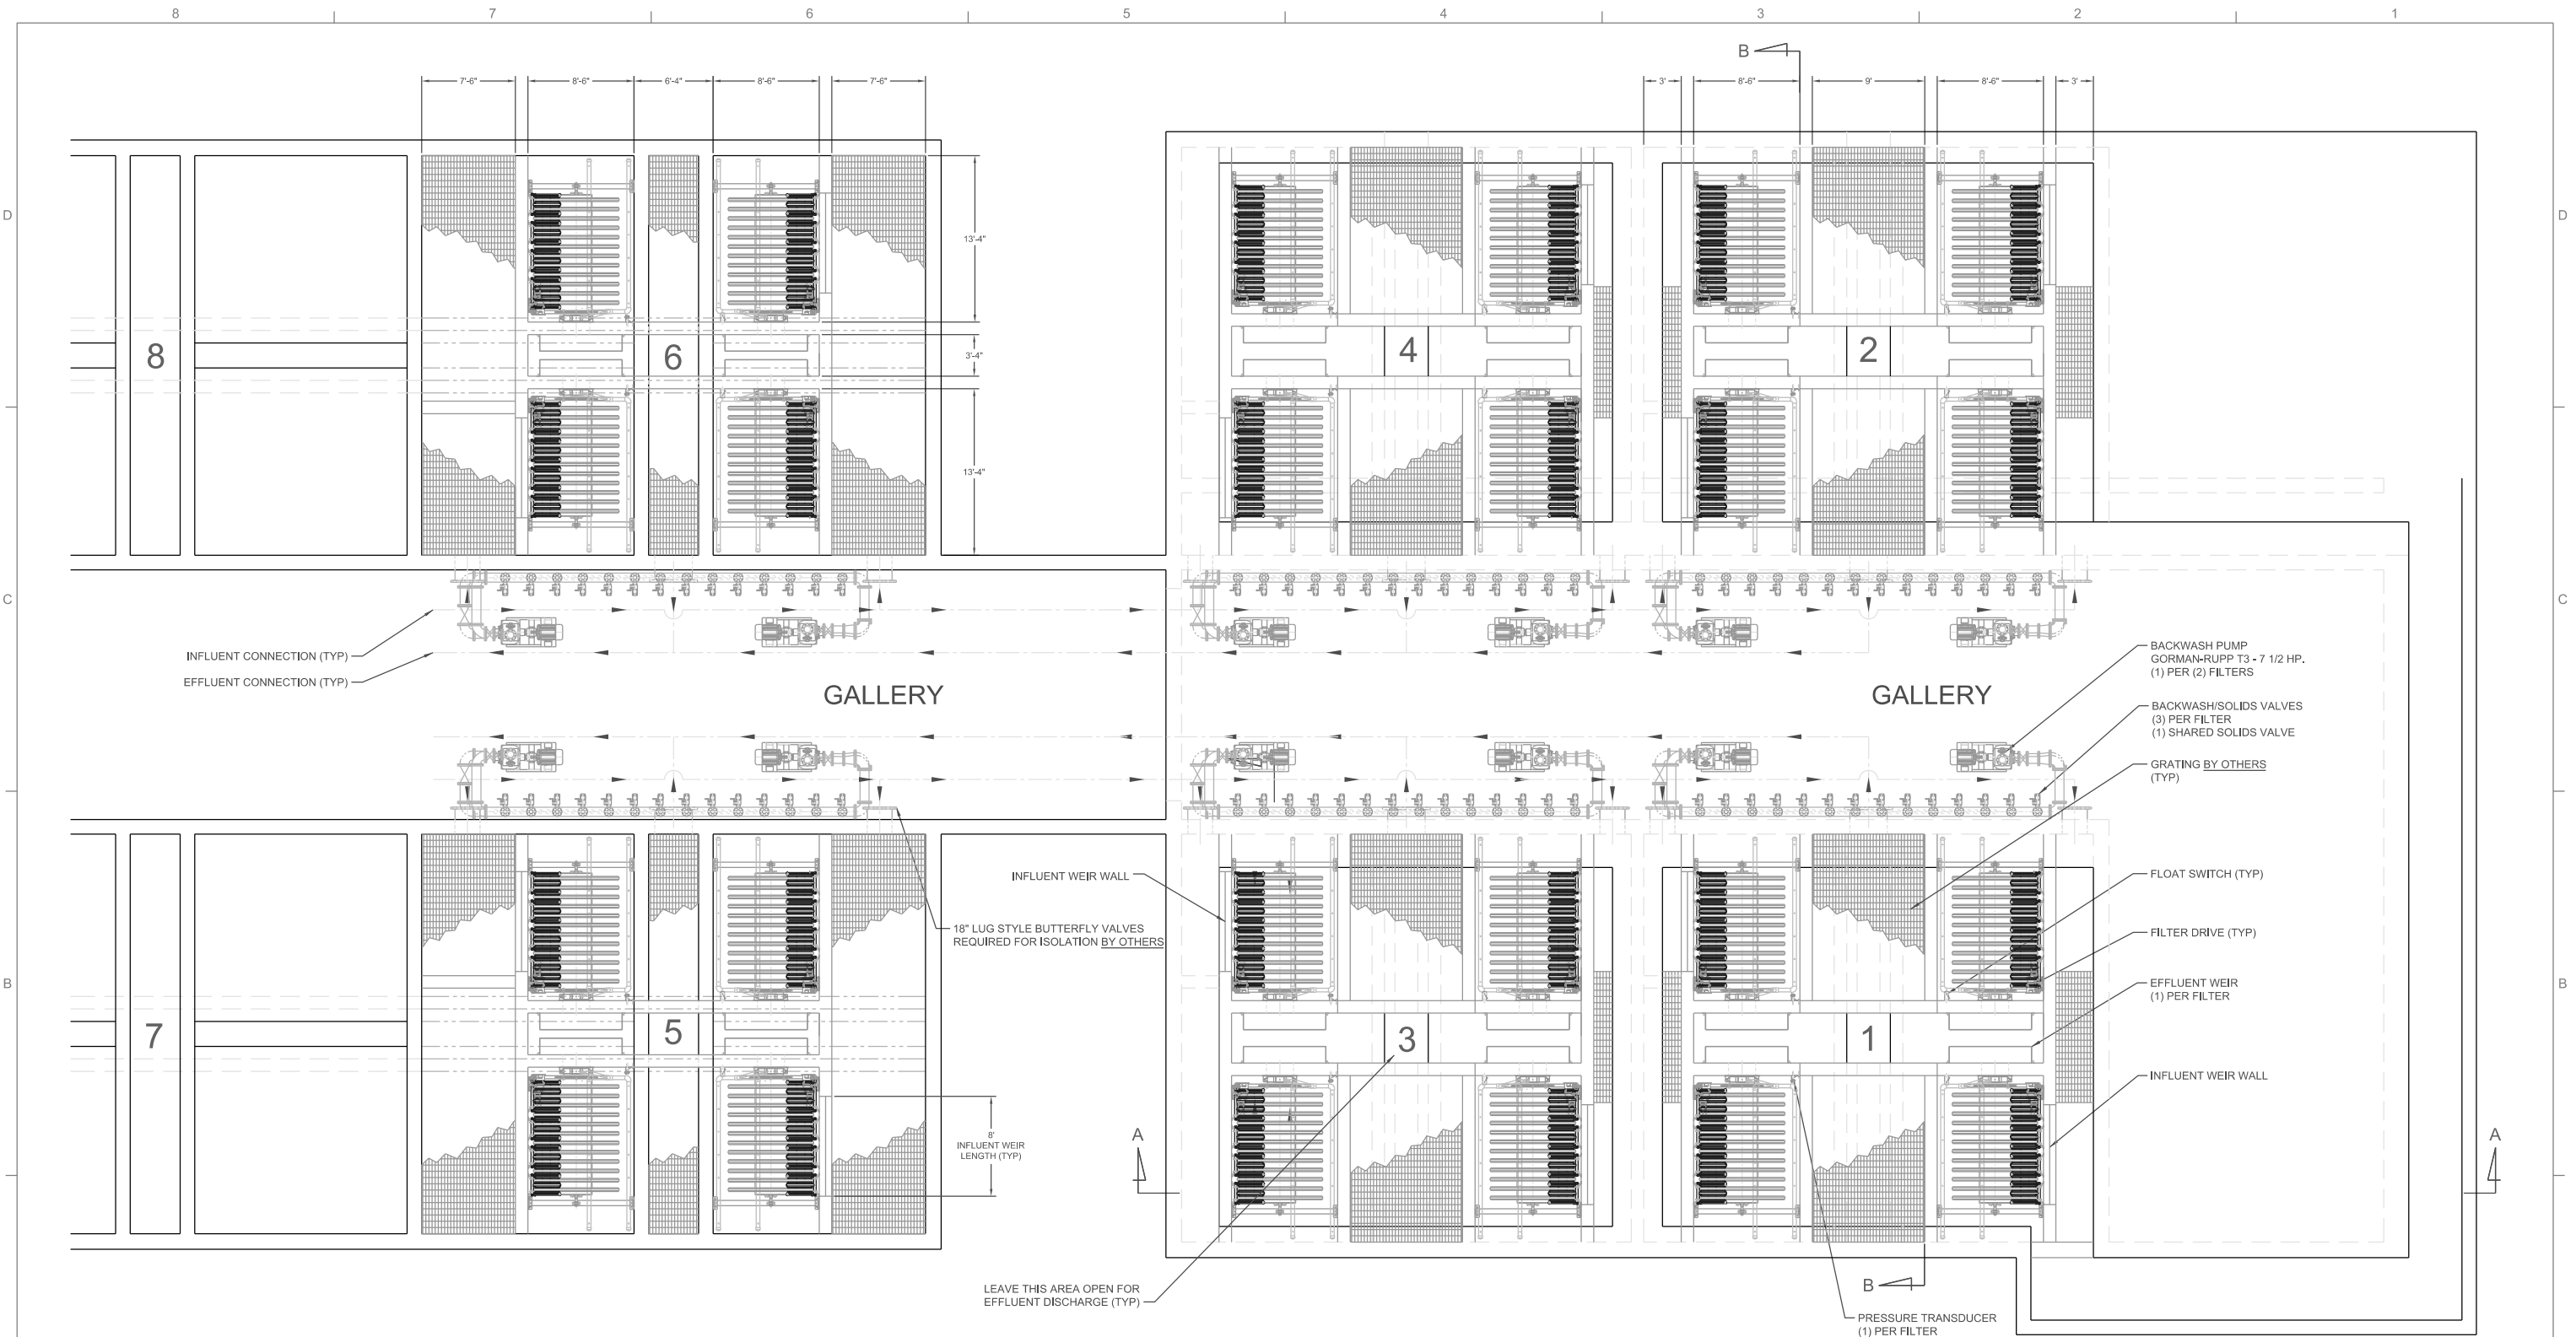 8 7 6 5 4 3 2 1
B
7'-6" 8'-6" 6'-4" 8'-6" 7'-6" 3' 8'-6" 9' 8'-6" 3'
D D
13'-4"
8 6 3'-4" 4 2
13'-4"
C C
INFLUENT CONNECTION (TYP)
EFFLUENT CONNECTION (TYP)
GALLERY GALLERY
BACKWASH PUMP
GORMAN-RUPP T3 - 7 1/2 HP.
(1) PER (2) FILTERS
BACKWASH/SOLIDS VALVES
(3) PER FILTER
(1) SHARED SOLIDS VALVE
GRATING BY OTHERS
(TYP)
INFLUENT WEIR WALL
FLOAT SWITCH (TYP)
18" LUG STYLE BUTTERFLY VALVES
REQUIRED FOR ISOLATION BY OTHERS
FILTER DRIVE (TYP)
B B
EFFLUENT WEIR
(1) PER FILTER
7 5 3 1
INFLUENT WEIR WALL
8'
INFLUENT WEIR
LENGTH (TYP)
A A
LEAVE THIS AREA OPEN FOR
EFFLUENT DISCHARGE (TYP)
B
PRESSURE TRANSDUCER
(1) PER FILTER